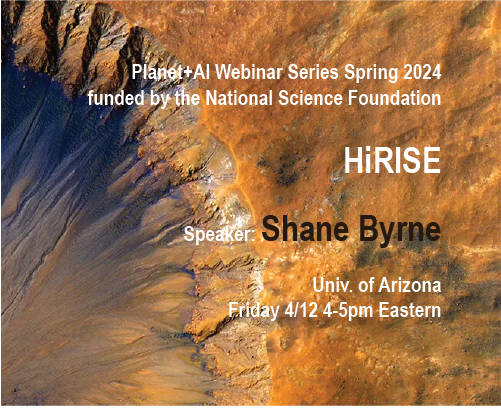 Planet+AI Webinar Series Spring 2024
funded by the National Science Foundation
HiRISE
Speaker: Shane Byrne
Univ. of Arizona
Friday 4/12 4-5pm Eastern